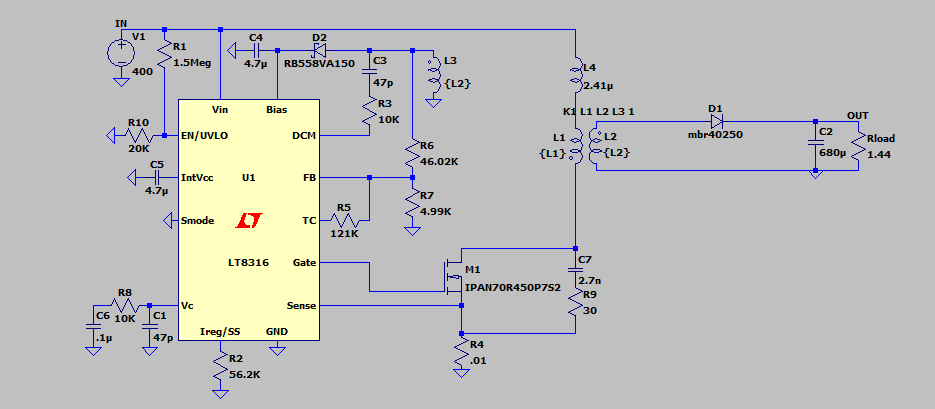 IN
V1
400
R1
1.5Meg
C4
4.7µ
D2
RB558VA150
L3
{L2}
C3
47p
R3
10K
L4
2.41µ
K1 L1 L2 L3 1
L1
{L1}
L2
{L2}
D1
mbr40250
OUT
C2
680µ
Rload
1.44
Vin
Bias
R10
20K
EN/UVLO
DCM
R6
46.02K
C5
4.7µ
IntVcc
U1
FB
R7
4.99K
Smode
TC
R5
121K
LT8316
Gate
M1
IPAN70R450P7S2
C7
2.7n
R9
30
R8
10K
Vc
Sense
C6
.1µ
C1
47p
Ireg/SS
GND
R2
56.2K
R4
.01